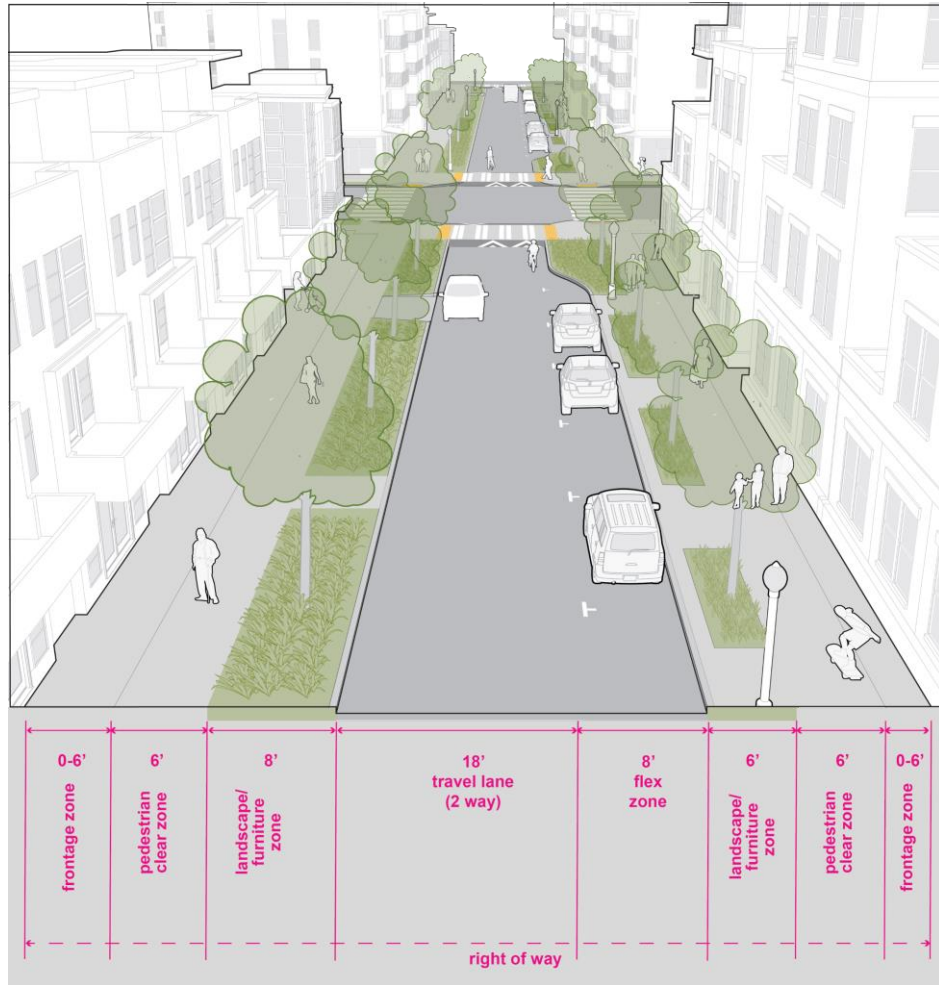 0-6’
frontage zone
6’
pedestrian
clear zone
8’
landscape/
furniture
zone
18’
travel lane
(2 way)
8’
flex
zone
6’
landscape/
furniture
zone
6’
pedestrian
clear zone
0-6’
frontage zone
right of way